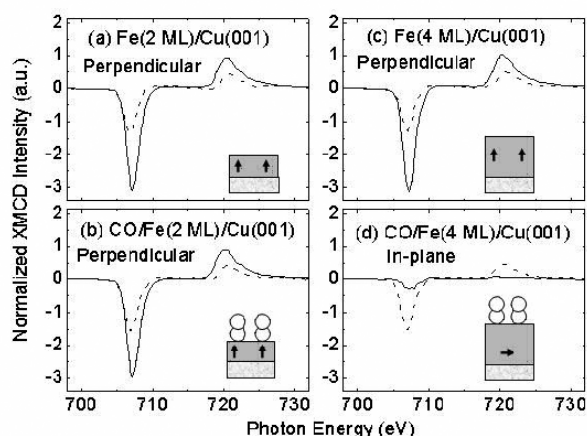 (a) Fe(2 ML)/Cu(001)
Perpendicular
(c) Fe(4 ML)/Cu(001)
Perpendicular
(b) CO/Fe(2 ML)/Cu(001)
Perpendicular
(d) CO/Fe(4 ML)/Cu(001)
In-plane
Normalized XMCD Intensity (a.u.)
2
1
0
-1
-2
-3
2
1
0
-1
-2
-3
700 710 720 730 700 710 720 730
Photon Energy (eV)